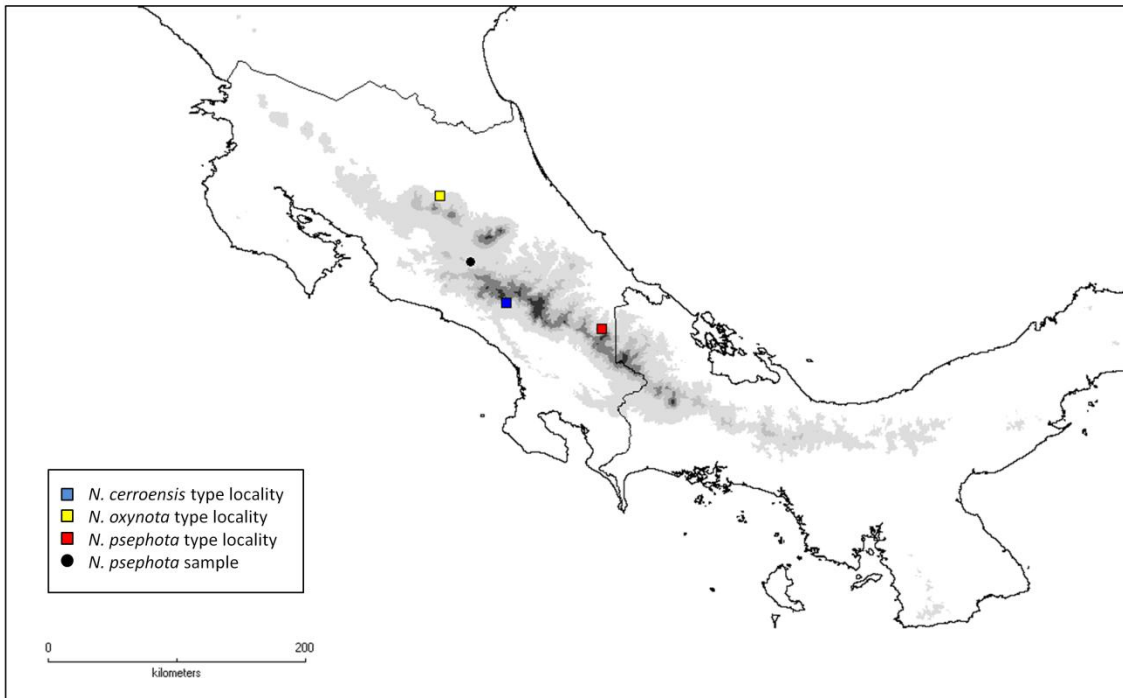 N. cerroensis type locality
N. oxynota type locality
N. psephota type locality
N. psephota sample
0 200
kilometers